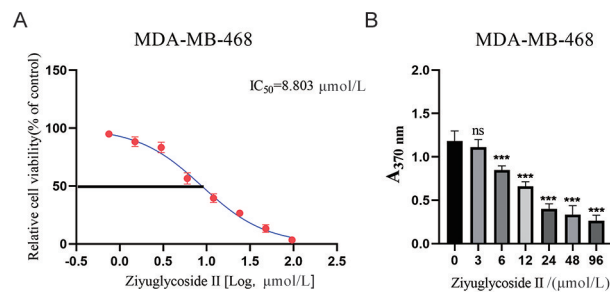 A
MDA-MB-468
IC50=8.803 μmol/L
Relative cell viability(% of control)
150
100
50
0
-0.5 0.0 0.5 1.0 1.5 2.0 2.5
Ziyuglycoside II [Log, μmol/L]
B
MDA-MB-468
A370 nm
2.0
1.5
1.0
0.5
0.0
ns
***
***
***
***
***
0 3 6 12 24 48 96
Ziyuglycoside II /(μmol/L)